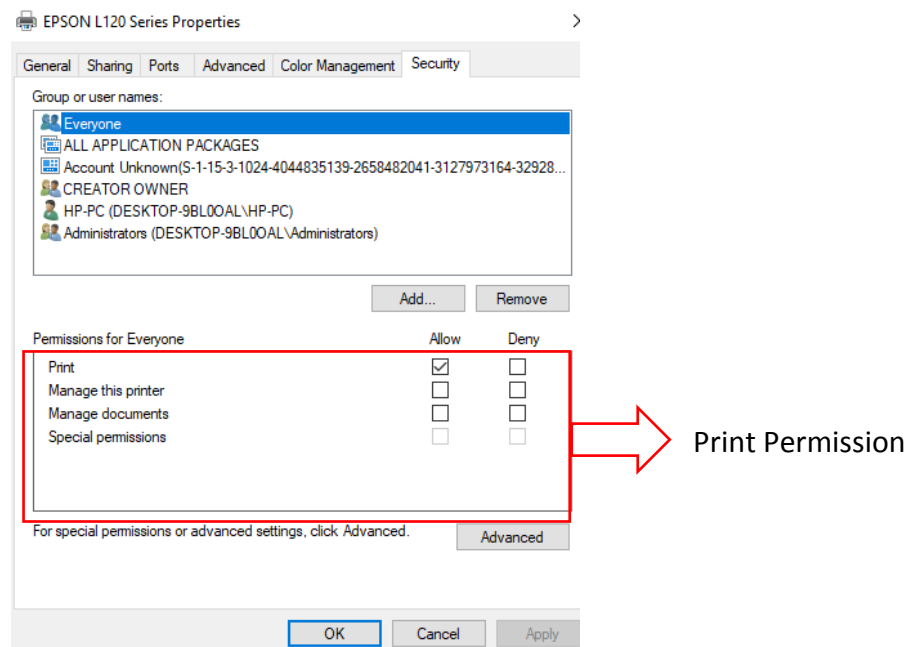 EPSON L120 Series Properties
General Sharing Ports Advanced Color Management Security
Group or user names:
Everyone
ALL APPLICATION PACKAGES
Account Unknown(S-1-15-3-1024-4044835139-2658482041-3127973164-32928...
CREATOR OWNER
HP-PC (DESKTOP-9BL0OAL\HP-PC)
Administrators (DESKTOP-9BL0OAL\Administrators)
Add... Remove
Permissions for Everyone Allow Deny
Print
Manage this printer
Manage documents
Special permissions
Print Permission
For special permissions or advanced settings, click Advanced.
Advanced
OK Cancel Apply